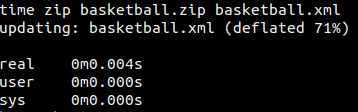 time zip basketball.zip basketball.xml
updating: basketball.xml (deflated 71%)

real    0m0.004s
user    0m0.000s
sys     0m0.000s